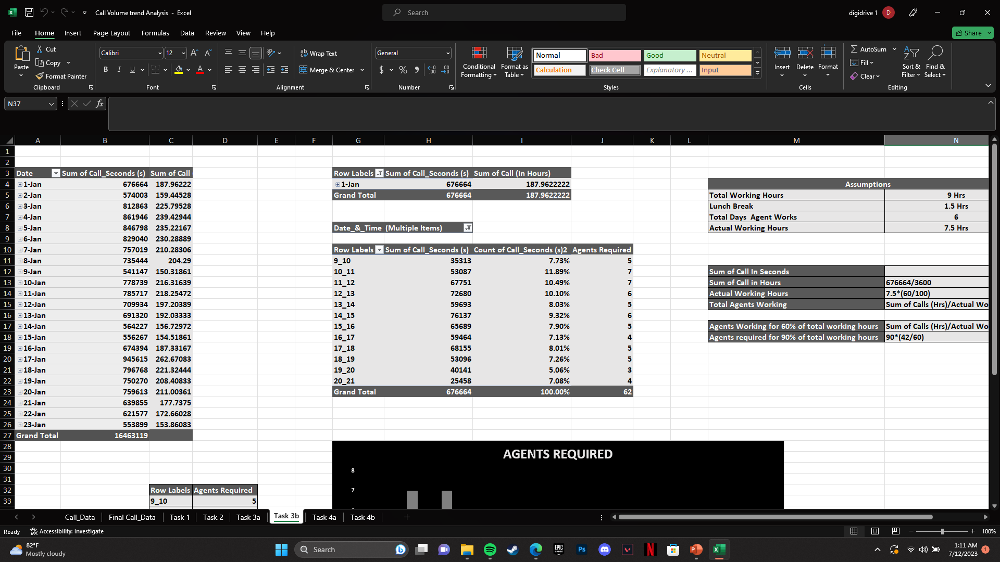 Call Volume trend Analysis - Excel
Search
digidrive 1
D
File Home Insert Page Layout Formulas Data Review View Help
Share
Paste
Cut
Copy
Format Painter
Clipboard
Calibri 12
B I U
Font
Wrap Text
Merge & Center
Alignment
General
$ % 9
Number
Conditional Formatting
Format as Table
Normal Bad Good Neutral
Calculation Check Cell Explanatory ... Input
Styles
Insert Delete Format
Cells
AutoSum
Fill
Clear
Sort & Filter
Find & Select
Editing
N37
fx
A B C D E F G H I J K L M N
1
2
3 Date Sum of Call_Seconds (s) Sum of Call Row Labels Sum of Call_Seconds (s) Sum of Call (In Hours)
4 1-Jan 676664 187.96222 1-Jan 676664 187.9622222 Assumptions
5 2-Jan 574003 159.44528 Grand Total 676664 187.9622222 Total Working Hours 9 Hrs
6 3-Jan 812863 225.79528 Lunch Break 1.5 Hrs
7 4-Jan 861946 239.42944 Total Days Agent Works 6
8 5-Jan 846798 235.22167 Date_&_Time (Multiple Items) Actual Working Hours 7.5 Hrs
9 6-Jan 829040 230.28889
10 7-Jan 757019 210.28306 Row Labels Sum of Call_Seconds (s) Count of Call_Seconds (s)2 Agents Required
11 8-Jan 735444 204.29 9_10 35313 7.73% 5
12 9-Jan 541147 150.31861 10_11 53087 11.89% 7 Sum of Call In Seconds
13 10-Jan 778739 216.31639 11_12 67751 10.49% 7 Sum of Call in Hours 676664/3600
14 11-Jan 785717 218.25472 12_13 72680 10.10% 6 Actual Working Hours 7.5*(60/100)
15 12-Jan 709934 197.20389 13_14 59693 8.03% 5 Total Agents Working Sum of Calls (Hrs)/Actual Wo
16 13-Jan 691320 192.03333 14_15 76137 9.32% 6
17 14-Jan 564227 156.72972 15_16 65689 7.90% 5 Agents Working for 60% of total working hours Sum of Calls (Hrs)/Actual Wo
18 15-Jan 556267 154.51861 16_17 59464 7.13% 4 Agents required for 90% of total working hours 90*(42/60)
19 16-Jan 674394 187.33167 17_18 68155 8.01% 5
20 17-Jan 945615 262.67083 18_19 53096 7.26% 5
21 18-Jan 796768 221.32444 19_20 40141 5.06% 3
22 19-Jan 750270 208.40833 20_21 25458 7.08% 4
23 20-Jan 759613 211.00361 Grand Total 676664 100.00% 62
24 21-Jan 639855 177.7375
25 22-Jan 621577 172.66028
26 23-Jan 553899 153.86083
27 Grand Total 16463119
28
29 AGENTS REQUIRED
30 8
31
32 Row Labels Agents Required 7
33 9_10 5
Call_Data Final Call_Data Task 1 Task 2 Task 3a Task 3b Task 4a Task 4b +
Ready Accessibility: Investigate
100%
82°F
Mostly cloudy
Search
EPIC GAMES
Ps
N
1:11 AM
7/12/2023
1